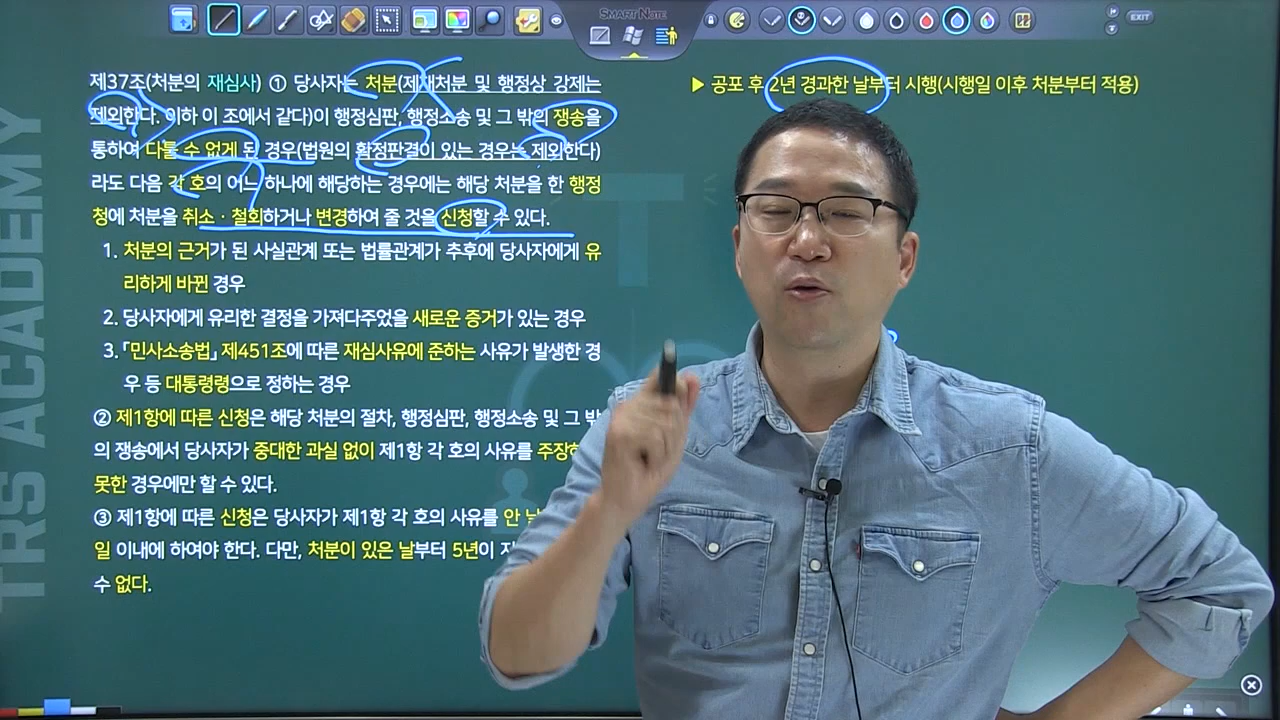 SMART NOTE
EXIT
TRS ACADEMY
제37조(처분의 재심사) ① 당사자는 처분(제재처분 및 행정상 강제는
제외한다. 이하 이 조에서 같다)이 행정심판, 행정소송 및 그 밖의 쟁송을
통하여 다툴 수 없게 된 경우(법원의 확정판결이 있는 경우는 제외한다)
라도 다음 각 호의 어느 하나에 해당하는 경우에는 해당 처분을 한 행정
청에 처분을 취소·철회하거나 변경하여 줄 것을 신청할 수 있다.
1. 처분의 근거가 된 사실관계 또는 법률관계가 추후에 당사자에게 유
리하게 바뀐 경우
2. 당사자에게 유리한 결정을 가져다주었을 새로운 증거가 있는 경우
3. 「민사소송법」 제451조에 따른 재심사유에 준하는 사유가 발생한 경
우 등 대통령령으로 정하는 경우
② 제1항에 따른 신청은 해당 처분의 절차, 행정심판, 행정소송 및 그 밖
의 쟁송에서 당사자가 중대한 과실 없이 제1항 각 호의 사유를 주장하
못한 경우에만 할 수 있다.
③ 제1항에 따른 신청은 당사자가 제1항 각 호의 사유를 안
일 이내에 하여야 한다. 다만, 처분이 있은 날부터 5년이
수 없다.
▶ 공포 후 2년 경과한 날부터 시행(시행일 이후 처분부터 적용)